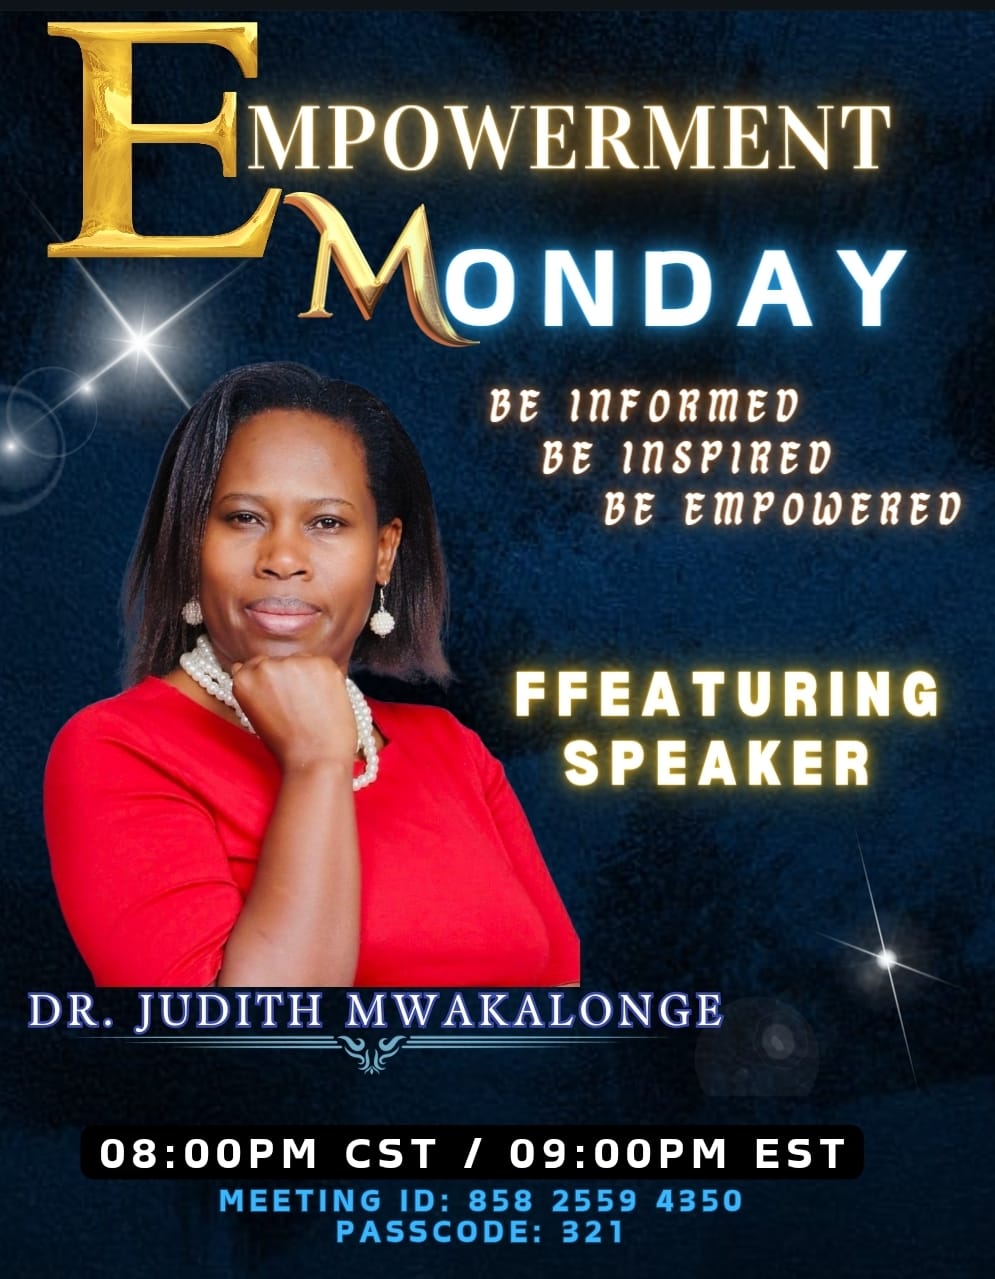 EMPOWERMENT
MONDAY
BE INFORMED
BE INSPIRED
BE EMPOWERED
FFEATURING
SPEAKER
DR. JUDITH MWAKALONGE
08:00PM CST / 09:00PM EST
MEETING ID: 858 2559 4350
PASSCODE: 321